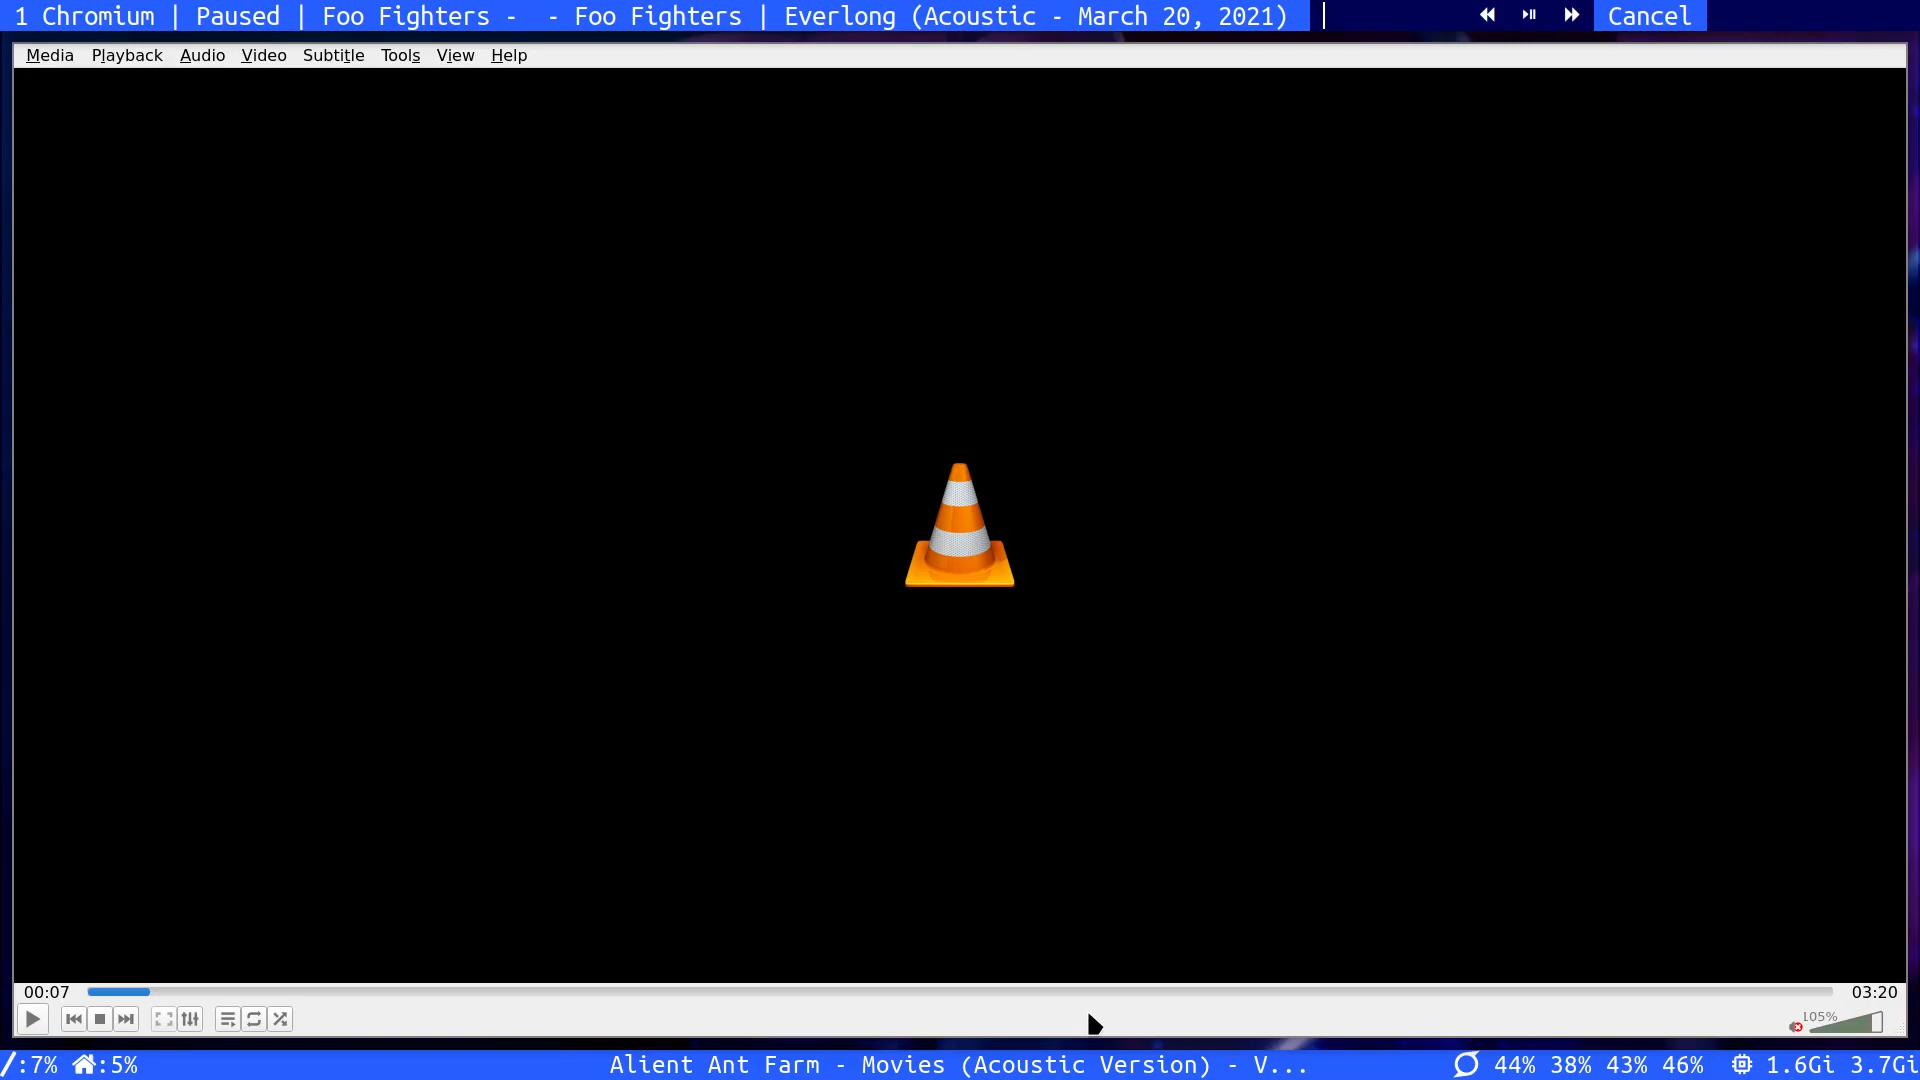 1 Chromium | Paused | Foo Fighters -  - Foo Fighters | Everlong (Acoustic - March 20, 2021) Cancel
Media Playback Audio Video Subtitle Tools View Help
00:07 03:20
105%
/:7% :5% Alient Ant Farm - Movies (Acoustic Version) - V... 44% 38% 43% 46% 1.6Gi 3.7Gi